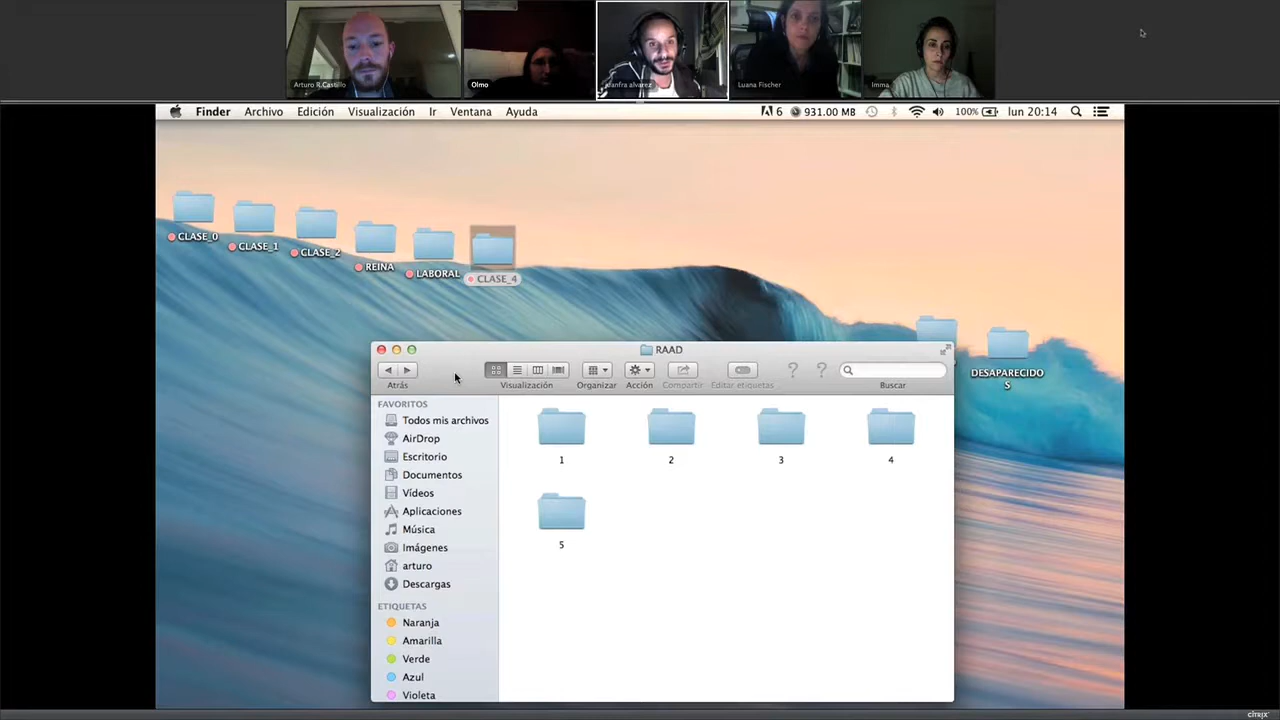 Arturo R.Castillo
Olmo
juanfra alvarez
Luana Fischer
Imma
Finder Archivo Edición Visualización Ir Ventana Ayuda
6 931.00 MB 100% lun 20:14
CLASE_0
CLASE_1
CLASE_2
REINA
LABORAL
CLASE_4
DESAPARECIDO
S
RAAD
Atrás
Visualización
Organizar
Acción
Compartir
Editar etiquetas
Buscar
FAVORITOS
Todos mis archivos
AirDrop
Escritorio
Documentos
Vídeos
Aplicaciones
Música
Imágenes
arturo
Descargas
ETIQUETAS
Naranja
Amarilla
Verde
Azul
Violeta
1
2
3
4
5
CITRIX